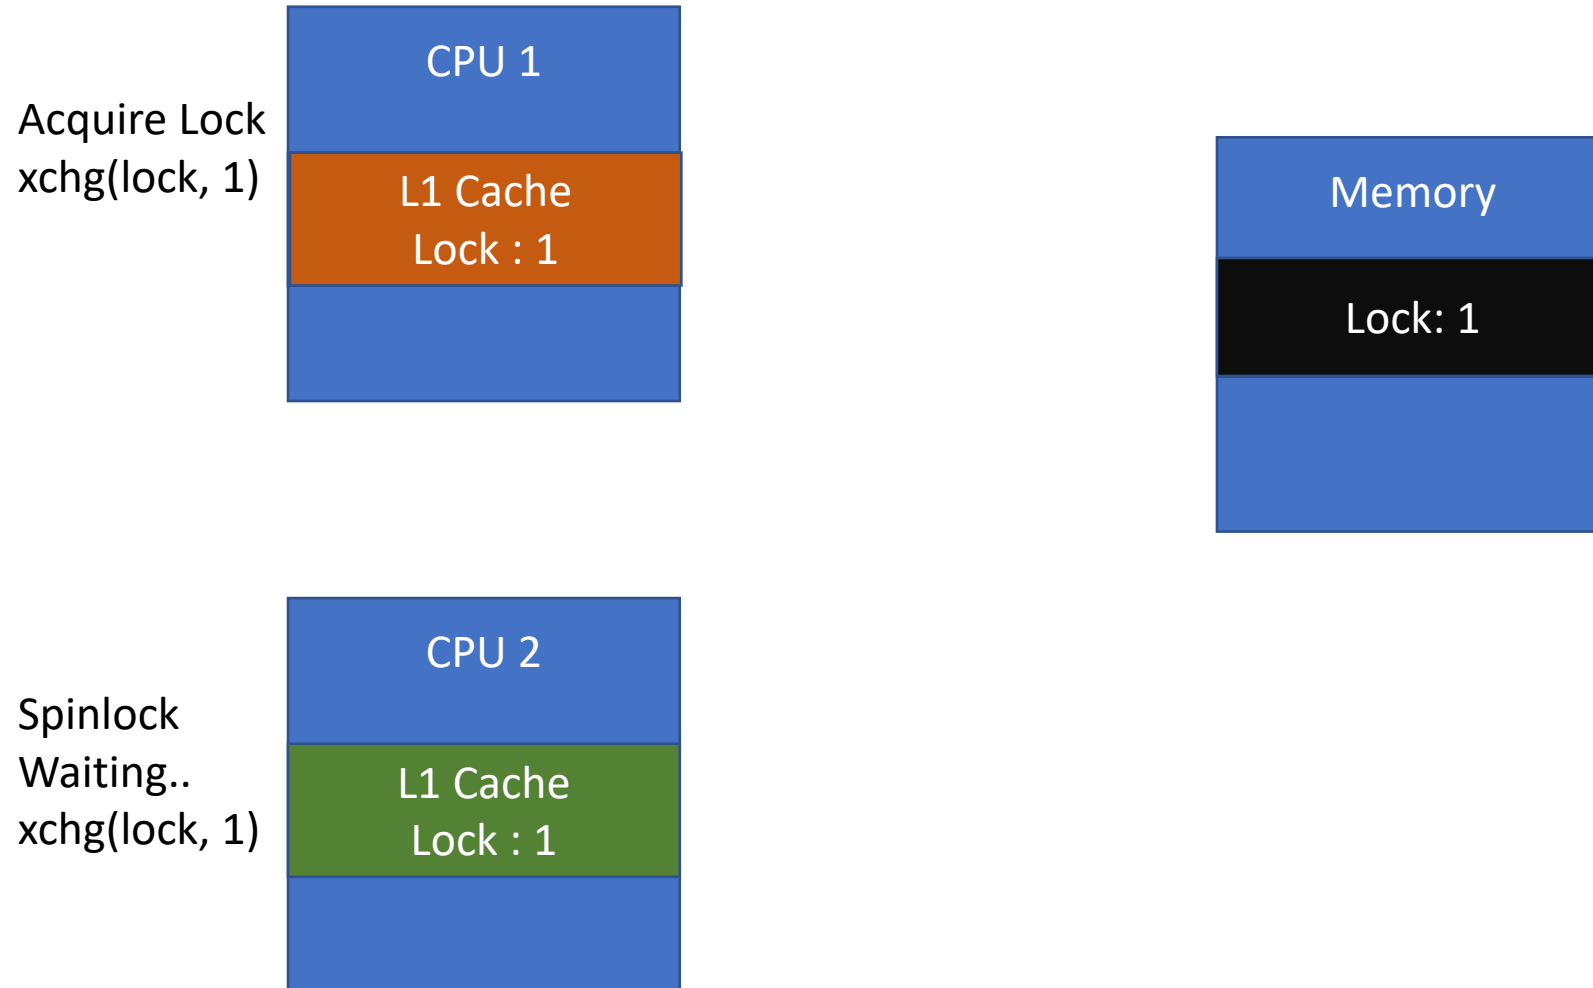 Acquire Lock
xchg(lock, 1)
CPU 1
L1 Cache
Lock : 1
Memory
Lock: 1
Spinlock
Waiting..
xchg(lock, 1)
CPU 2
L1 Cache
Lock : 1